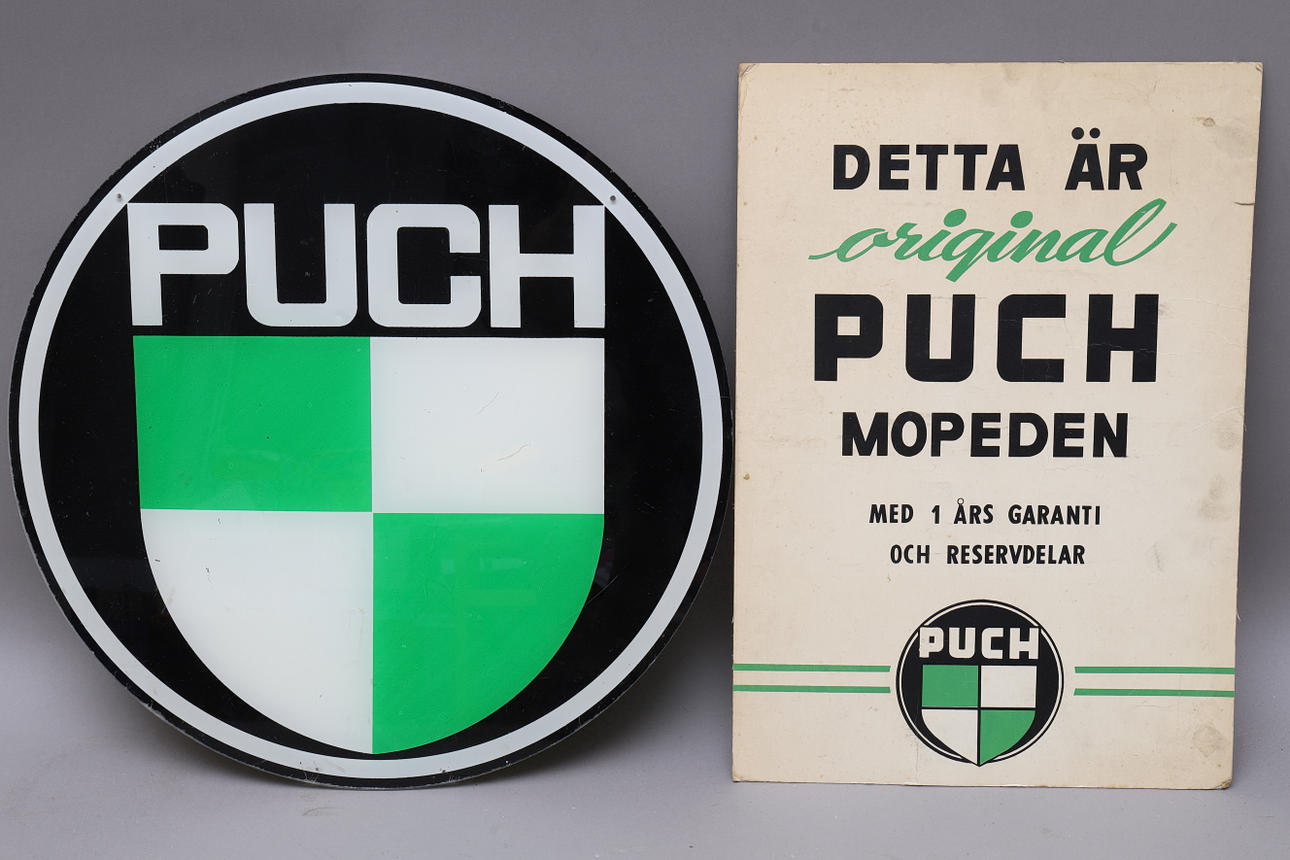 PUCH
DETTA ÄR
original
PUCH
MOPEDEN
MED 1 ÅRS GARANTI
OCH RESERVDELAR
PUCH